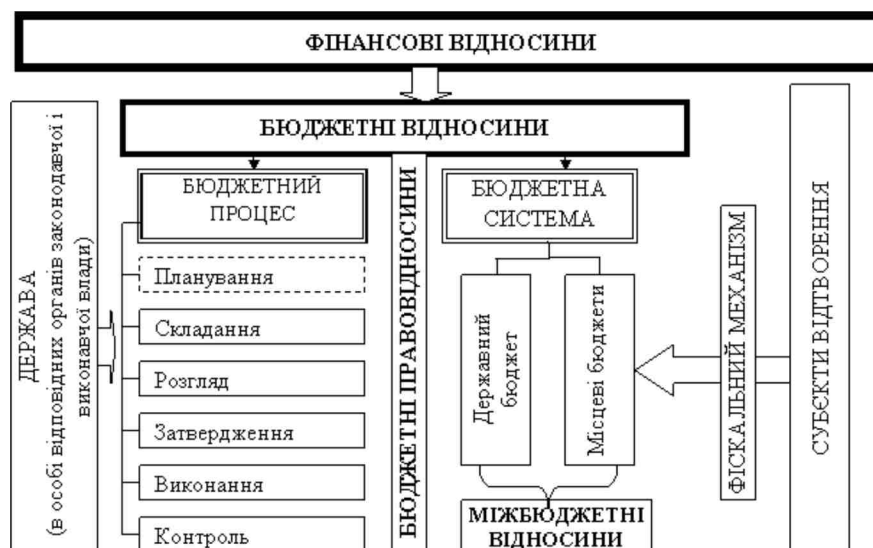 ФІНАНСОВІ ВІДНОСИНИ
БЮДЖЕТНІ ВІДНОСИНИ
ДЕРЖАВА
(в особі відповідних органів законодавчої і
виконавчої влади)
БЮДЖЕТНИЙ
ПРОЦЕС
Планування
Складання
Розгляд
Затвердження
Виконання
Контроль
БЮДЖЕТНІ ПРАВОВІДНОСИНИ
БЮДЖЕТНА
СИСТЕМА
Державний
бюджет
Місцеві бюджети
МІЖБЮДЖЕТНІ
ВІДНОСИНИ
ФІСКАЛЬНИЙ МЕХАНІЗМ
СУБЄКТИ ВІДТВОРЕННЯ